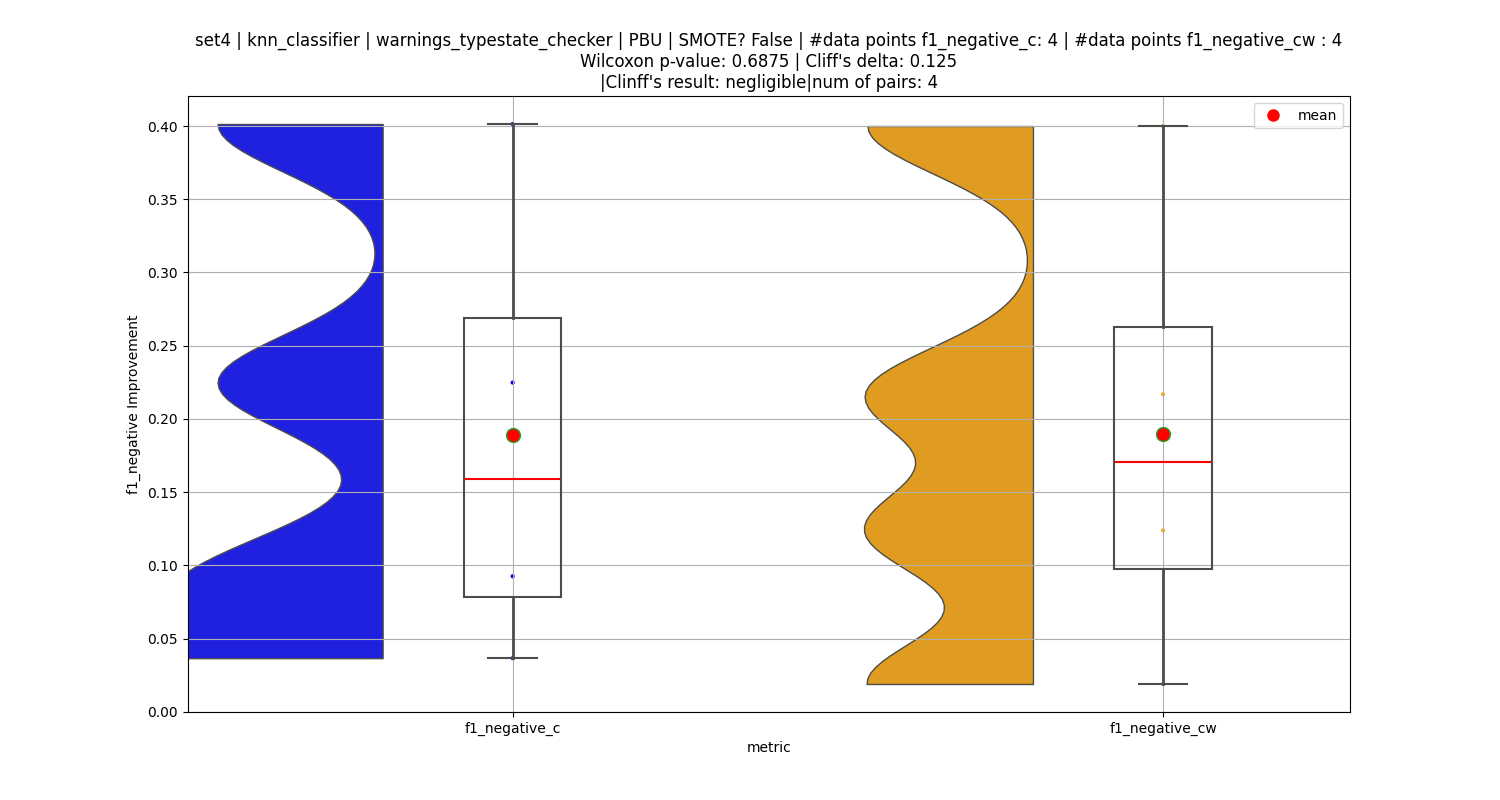 set4 | knn_classifier | warnings_typestate_checker | PBU | SMOTE? False | #data points f1_negative_c: 4 | #data points f1_negative_cw : 4
Wilcoxon p-value: 0.6875 | Cliff's delta: 0.125
|Clinff's result: negligible|num of pairs: 4
mean
0.40
0.35
0.30
0.25
0.20
0.15
0.10
0.05
0.00
f1_negative Improvement
f1_negative_c
f1_negative_cw
metric